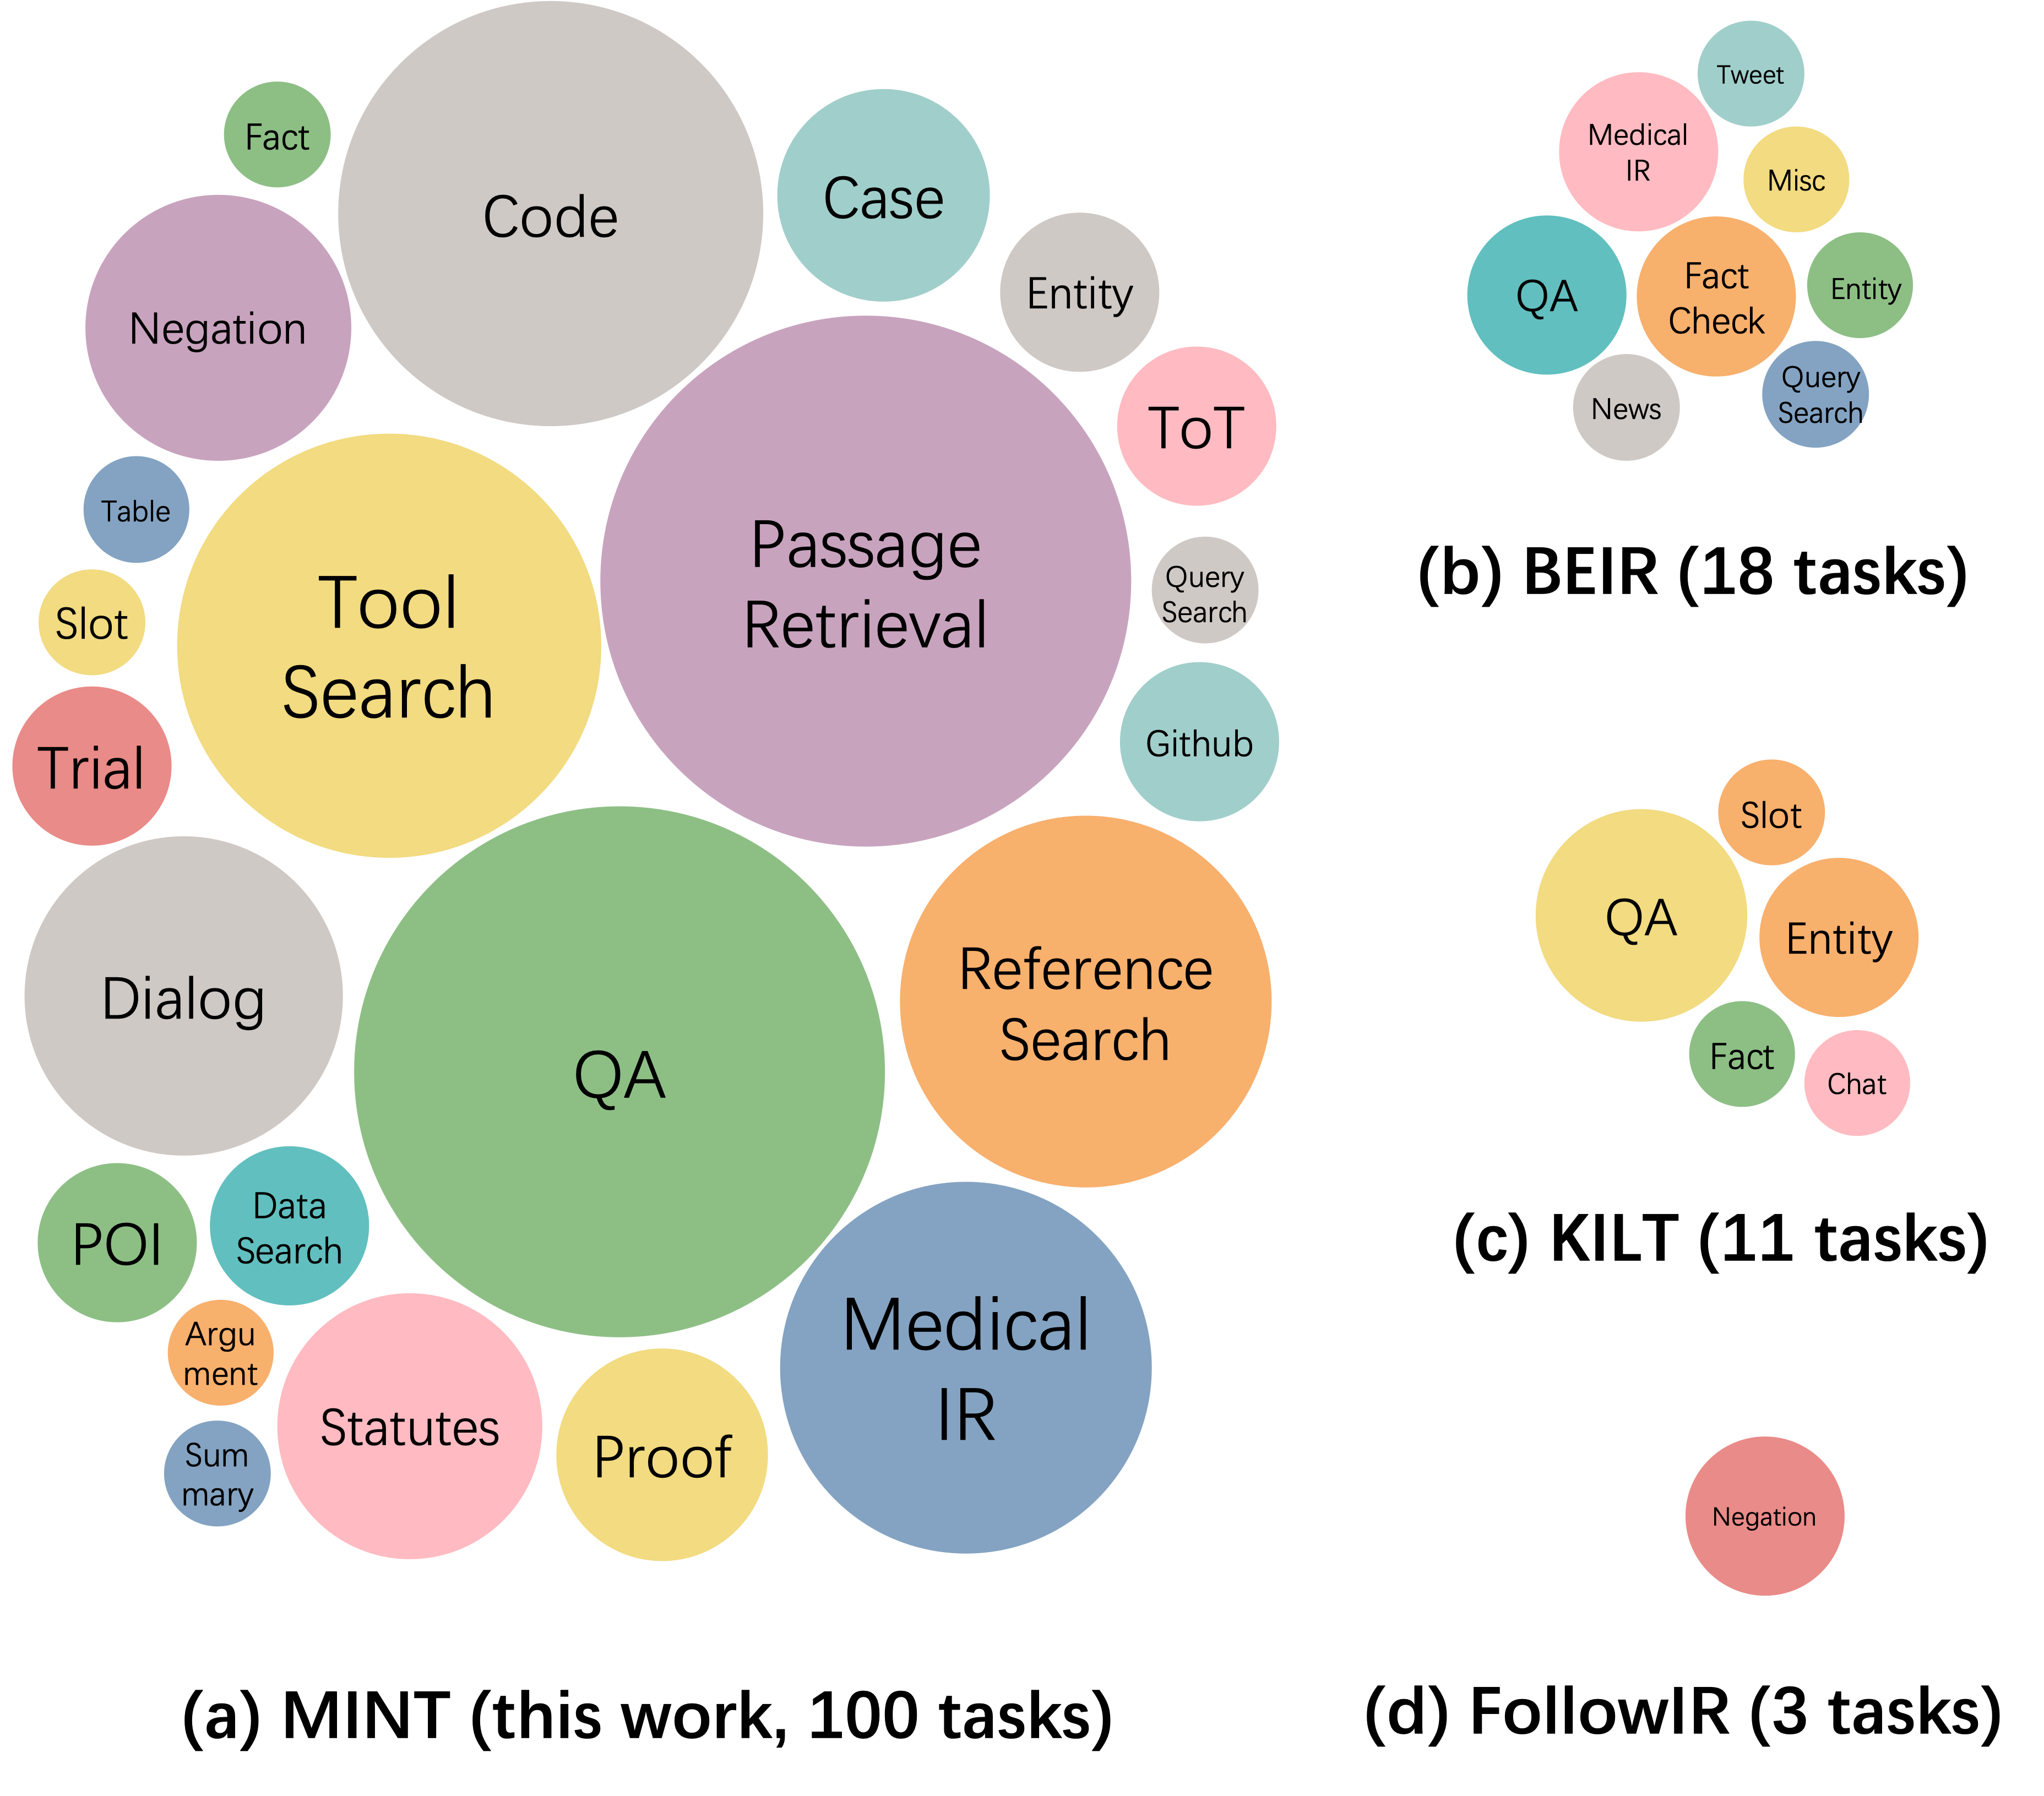 Fact
Code
Case
Entity
Negation
ToT
Table
Tool
Search
Passage
Retrieval
Query
Search
Slot
Trial
Github
Dialog
QA
Reference
Search
POI
Data
Search
Argu
ment
Statutes
Proof
Medical
IR
Sum
mary
(a) MINT (this work, 100 tasks)
Tweet
Medical
IR
Misc
QA
Fact
Check
Entity
News
Query
Search
(b) BEIR (18 tasks)
Slot
QA
Entity
Fact
Chat
(c) KILT (11 tasks)
Negation
(d) FollowIR (3 tasks)